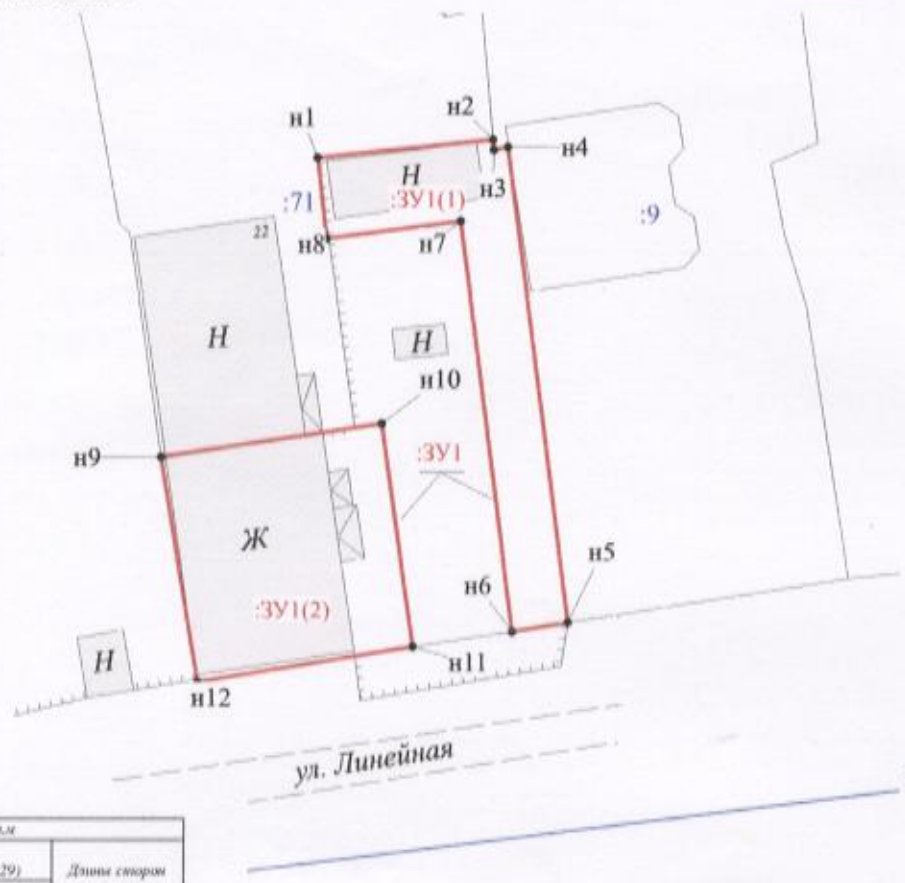 н1
н2
н4
Н
н3
:71
:ЗУ1(1)
:9
22
н8
н7
Н
Н
н10
н9
:ЗУ1
Ж
н6
н5
:ЗУ1(2)
Н
н11
н12
ул. Линейная
29)
Длины сторон